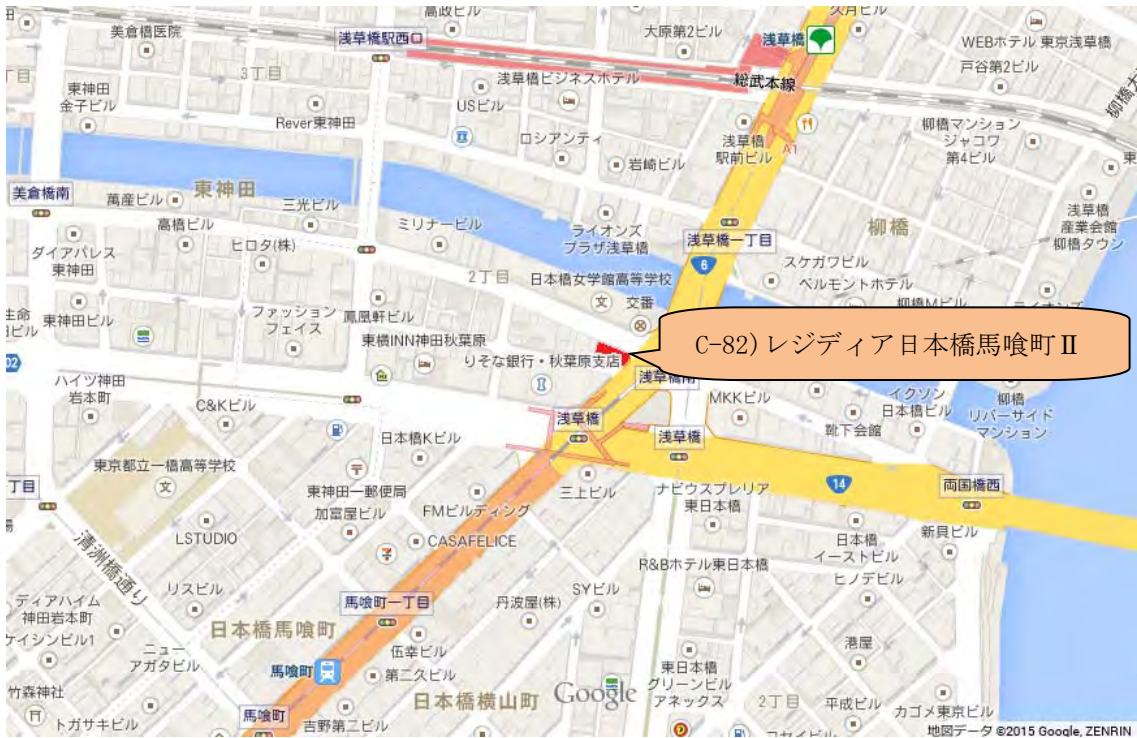 高政ビル
久月ビル
美倉橋医院
浅草橋駅西口
大原第2ビル
浅草橋
WEBホテル 東京浅草橋
戸谷第2ビル
3丁目
浅草橋ビジネスホテル
総武本線
東神田
金子ビル
USビル
Rever東神田
ロシアンティ
浅草橋
駅前ビル
A1
柳橋マンション
ジャコワ
第4ビル
岩崎ビル
美倉橋南
萬産ビル
東神田
三光ビル
高橋ビル
ミリナービル
ライオンズ
プラザ浅草橋
浅草橋一丁目
柳橋
浅草橋
産業会館
柳橋タウン
ダイアパレス
東神田
ヒロタ(株)
2丁目
日本橋女学館高等学校
6
スケガワビル
ベルモントホテル
交番
文
柳橋Mビル
東神田ビル
ファッション
フェイス
鳳凰軒ビル
東横INN神田秋葉原
りそな銀行・秋葉原支店
C-82)レジディア日本橋馬喰町Ⅱ
浅草橋南
ハイツ神田
岩本町
C&Kビル
MKKビル
イクソン
日本橋ビル
柳橋
リバーサイド
マンション
靴下会館
日本橋Kビル
浅草橋
浅草橋
東京都立一橋高等学校
文
東神田一郵便局
三上ビル
ナビウスプレリア
東日本橋
14
両国橋西
丁目
加富屋ビル
FMビルディング
新貝ビル
LSTUDIO
CASAFELICE
日本橋
イーストビル
清洲橋通り
R&Bホテル東日本橋
ヒノデビル
リスビル
SYビル
ディアハイム
神田岩本町
馬喰町一丁目
丹波屋(株)
日本橋馬喰町
ケイシンビル1
ニュー
アガタビル
伍幸ビル
港屋
馬喰町
第二久ビル
東日本橋
グリーンビル
アネックス
竹森神社
日本橋横山町
Google
2丁目
平成ビル
カゴメ東京ビル
馬喰町
トガサキビル
吉野第二ビル
コセイビル
地図データ ©2015 Google, ZENRIN